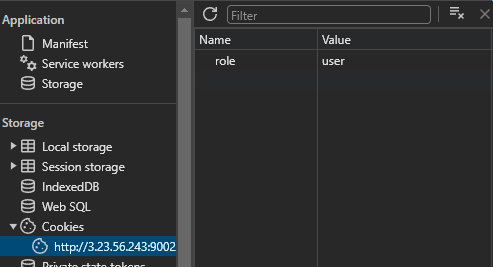 Application
Manifest
Service workers
Storage
Storage
Local storage
Session storage
IndexedDB
Web SQL
Cookies
http://3.23.56.243:9002
Private state tokens
Filter
Name Value
role user